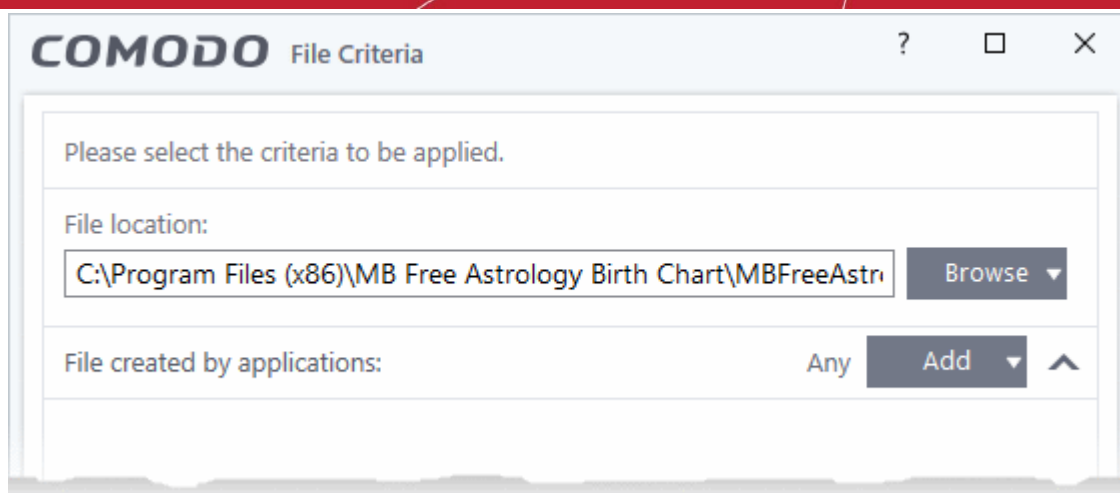 COMODO File Criteria ?
Please select the criteria to be applied.
File location:
C:\Program Files (x86)\MB Free Astrology Birth Chart\MBFreeAstr Browse
File created by applications: Any Add